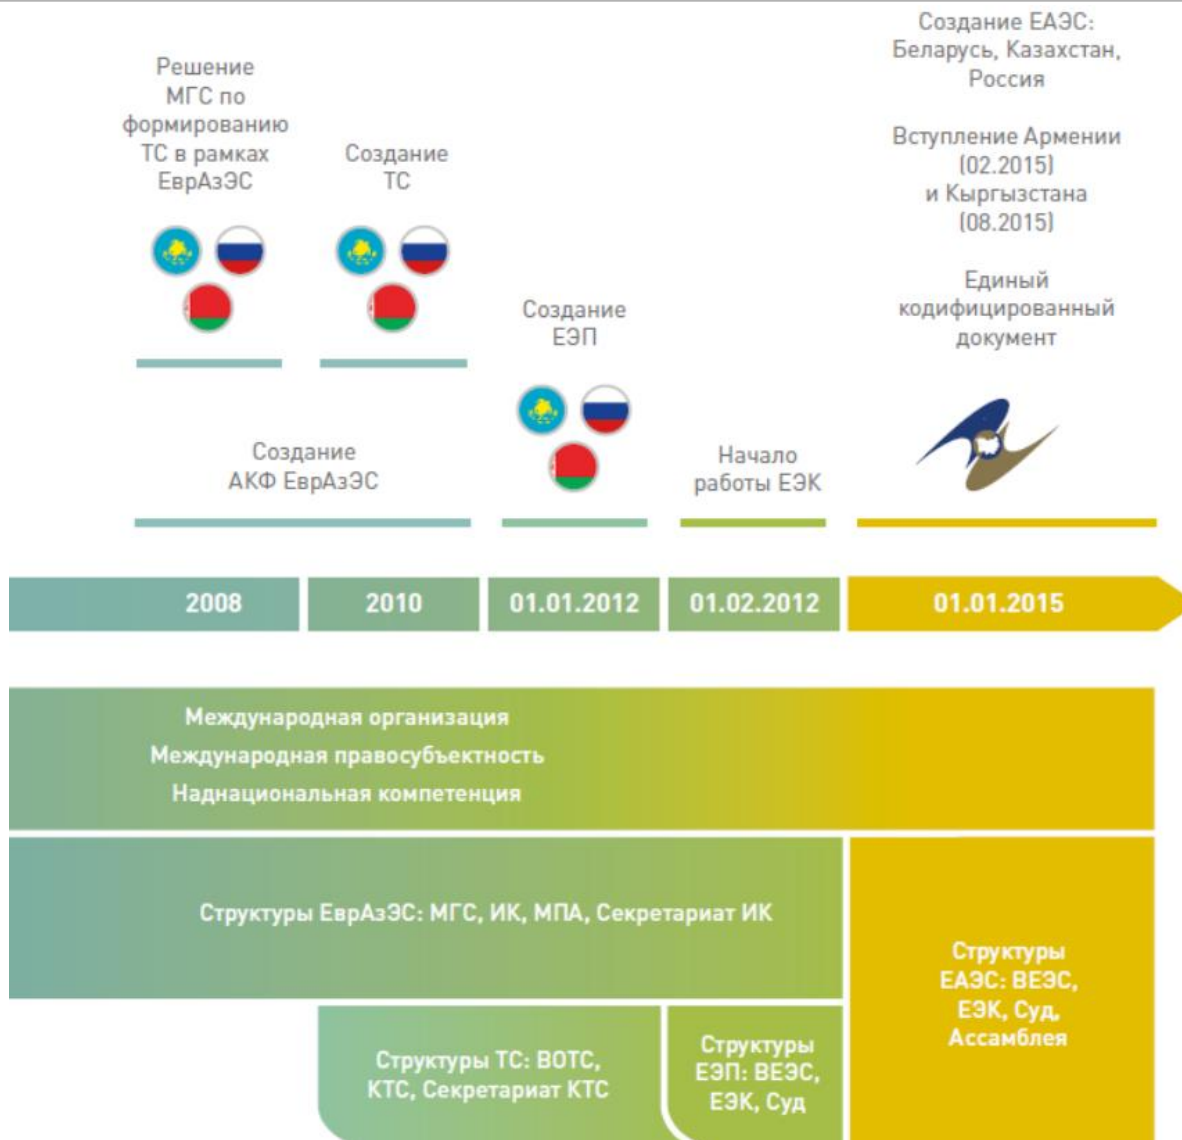 Решение
МГС по
формированию
ТС в рамках
ЕврАзЭС
Создание
ТС
Создание
АКФ ЕврАзЭС
Создание
ЕЭП
Начало
работы ЕЭК
Создание ЕАЭС:
Беларусь, Казахстан,
Россия
Вступление Армении
(02.2015)
и Кыргызстана
(08.2015)
Единый
кодифицированный
документ
2008
2010
01.01.2012
01.02.2012
01.01.2015
Международная организация
Международная правосубъектность
Наднациональная компетенция
Структуры ЕврАзЭС: МГС, ИК, МПА, Секретариат ИК
Структуры ТС: ВОТС,
КТС, Секретариат КТС
Структуры
ЕЭП: ВЕЭС,
ЕЭК, Суд
Структуры
ЕАЭС: ВЕЭС,
ЕЭК, Суд,
Ассамблея